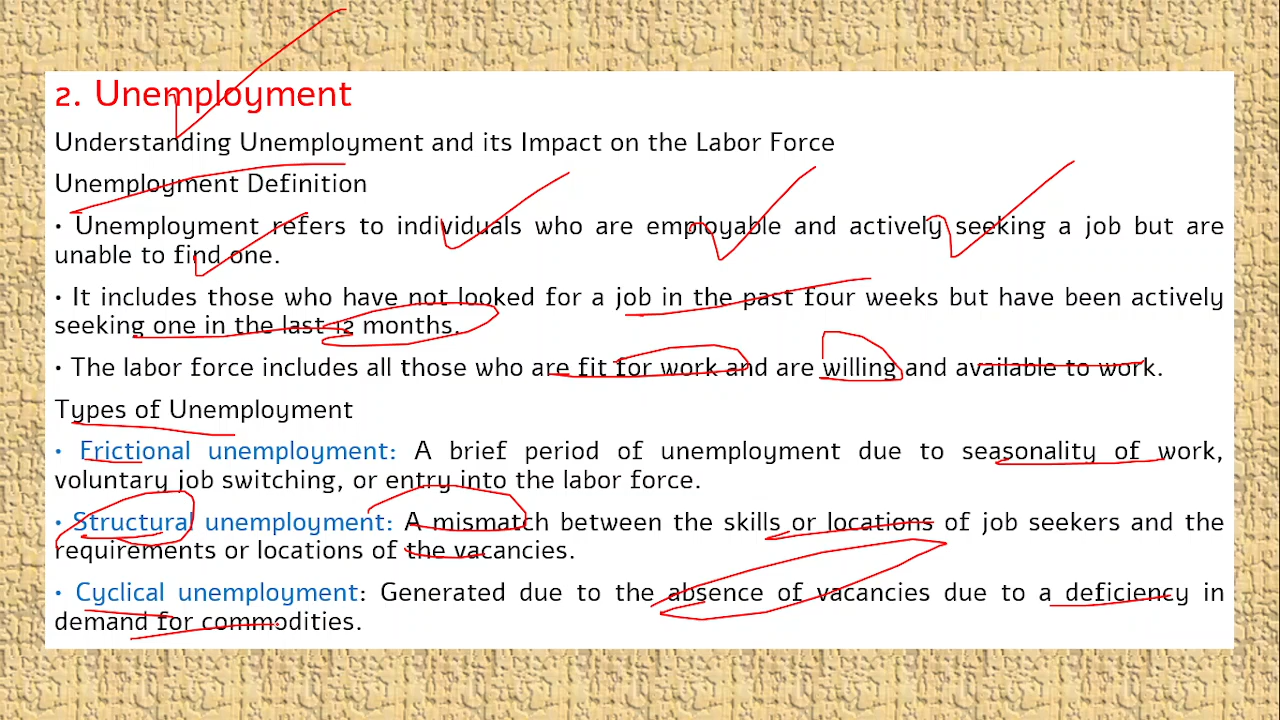 2. Unemployment
Understanding Unemployment and its Impact on the Labor Force
Unemployment Definition
• Unemployment refers to individuals who are employable and actively seeking a job but are
unable to find one.
• It includes those who have not looked for a job in the past four weeks but have been actively
seeking one in the last 12 months.
• The labor force includes all those who are fit for work and are willing and available to work.
Types of Unemployment
• Frictional unemployment: A brief period of unemployment due to seasonality of work,
voluntary job switching, or entry into the labor force.
• Structural unemployment: A mismatch between the skills or locations of job seekers and the
requirements or locations of the vacancies.
• Cyclical unemployment: Generated due to the absence of vacancies due to a deficiency in
demand for commodities.